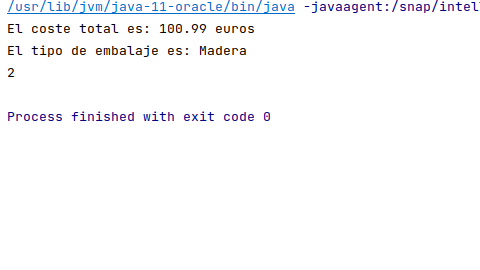 /usr/lib/jvm/java-11-oracle/bin/java -javaagent:/snap/intel
El coste total es: 100.99 euros
El tipo de embalaje es: Madera
2
Process finished with exit code 0